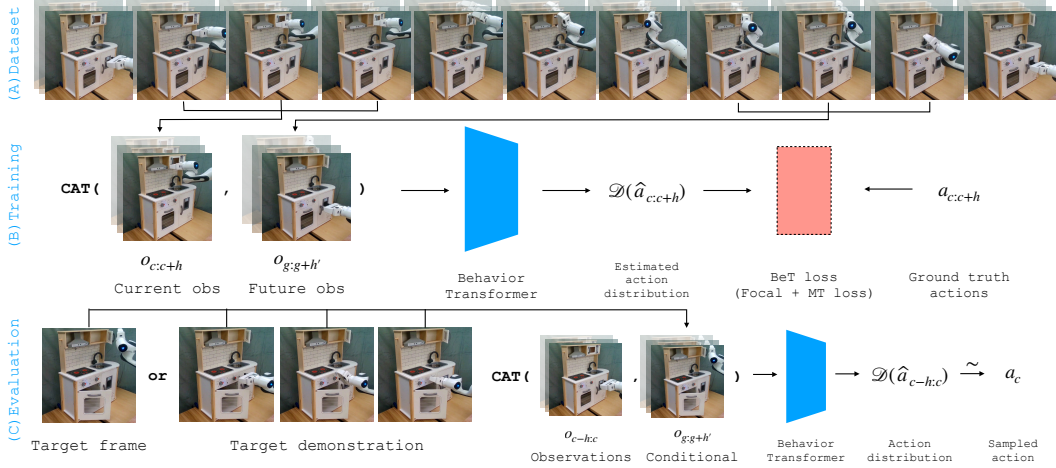 (A)Dataset
(B)Training
CAT(
,
)
𝒟(â_{c:c+h})
a_{c:c+h}
o_{c:c+h}
o_{g:g+h′}
Current obs
Future obs
Behavior
Transformer
Estimated
action
distribution
BeT loss
(Focal + MT loss)
Ground truth
actions
(C)Evaluation
or
CAT(
,
)
𝒟(â_{c−h:c})
∼
a_c
o_{c−h:c}
o_{g:g+h′}
Target frame
Target demonstration
Observations
Conditional
Behavior
Transformer
Action
distribution
Sampled
action